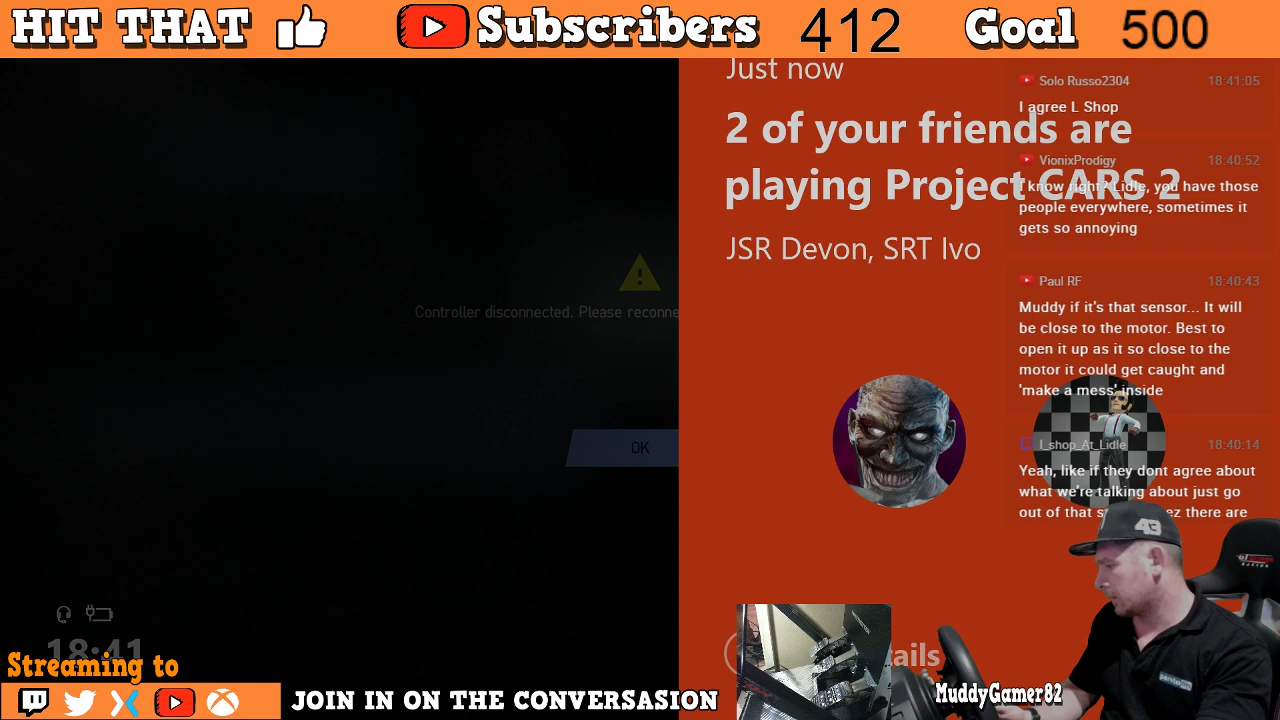 HIT THAT
Subscribers 412 Goal 500
Just now
2 of your friends are
playing Project CARS 2
JSR Devon, SRT Ivo
Controller disconnected. Please reconne
OK
Solo Russo2304 18:41:05
I agree L Shop
VionixProdigy 18:40:52
I know right? Lidle, you have those
people everywhere, sometimes it
gets so annoying
Paul RF 18:40:43
Muddy if it's that sensor... It will
be close to the motor. Best to
open it up as it so close to the
motor it could get caught and
'make a mess' inside
I_shop_At_Lidle 18:40:14
Yeah, like if they dont agree about
what we're talking about just go
out of that ez there are
43
18:41
ails
Streaming to
JOIN IN ON THE CONVERSASION
MuddyGamer82